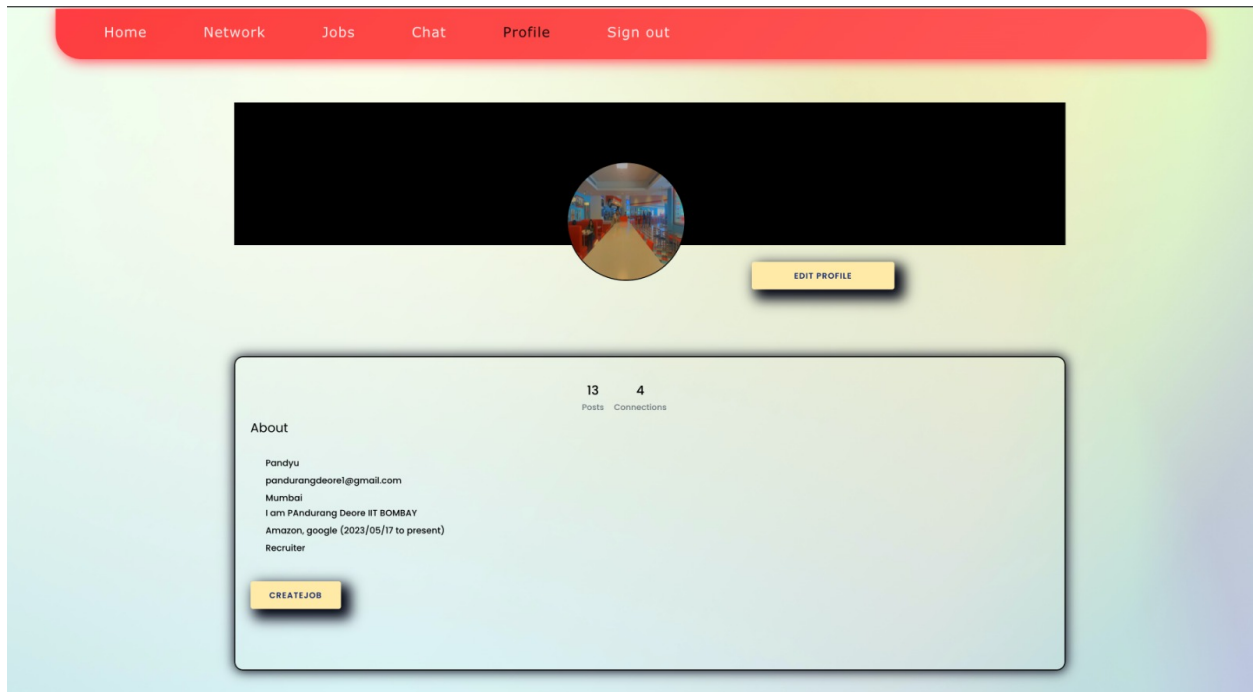 Home Network Jobs Chat Profile Sign out
EDIT PROFILE
13 4
Posts Connections
About
Pandyu
pandurangdeore1@gmail.com
Mumbai
I am PAndurang Deore IIT BOMBAY
Amazon, google (2023/05/17 to present)
Recruiter
CREATEJOB